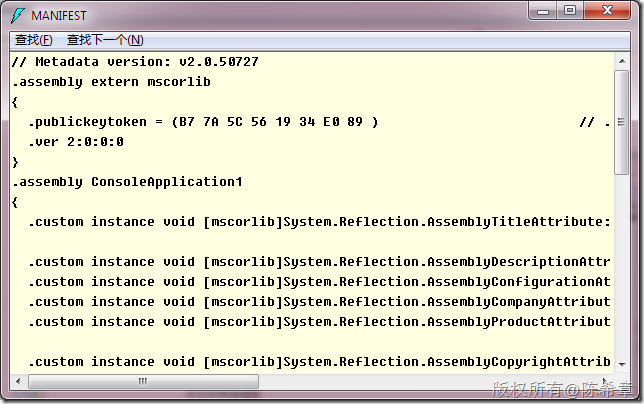 MANIFEST
查找(F) 查找下一个(N)
// Metadata version: v2.0.50727
.assembly extern mscorlib
{
  .publickeytoken = (B7 7A 5C 56 19 34 E0 89 ) // .
  .ver 2:0:0:0
}
.assembly ConsoleApplication1
{
  .custom instance void [mscorlib]System.Reflection.AssemblyTitleAttribute:
  .custom instance void [mscorlib]System.Reflection.AssemblyDescriptionAttr
  .custom instance void [mscorlib]System.Reflection.AssemblyConfigurationAt
  .custom instance void [mscorlib]System.Reflection.AssemblyCompanyAttribut
  .custom instance void [mscorlib]System.Reflection.AssemblyProductAttribut
  .custom instance void [mscorlib]System.Reflection.AssemblyCopyrightAttrib
版权所有@陈希章